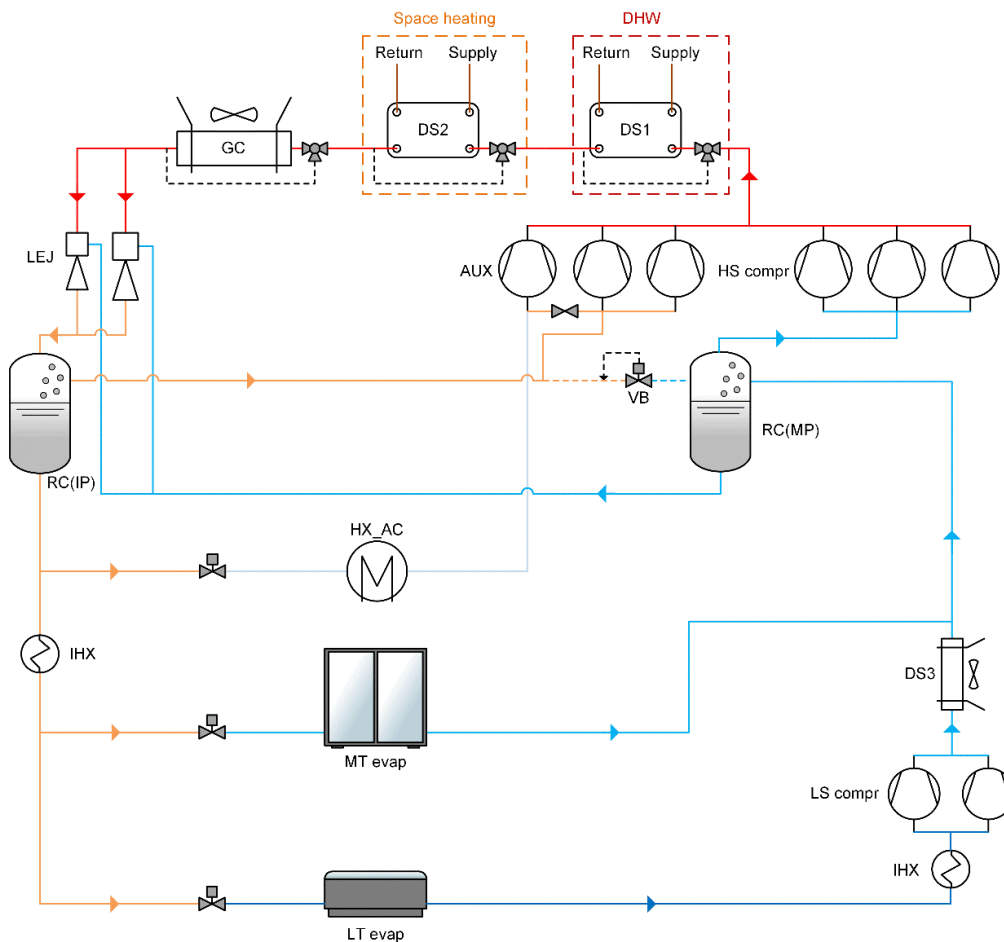 Space heating
DHW
Return
Supply
Return
Supply
DS2
DS1
GC
LEJ
AUX
HS compr
VB
RC(MP)
RC(IP)
HX_AC
IHX
DS3
MT evap
LS compr
IHX
LT evap